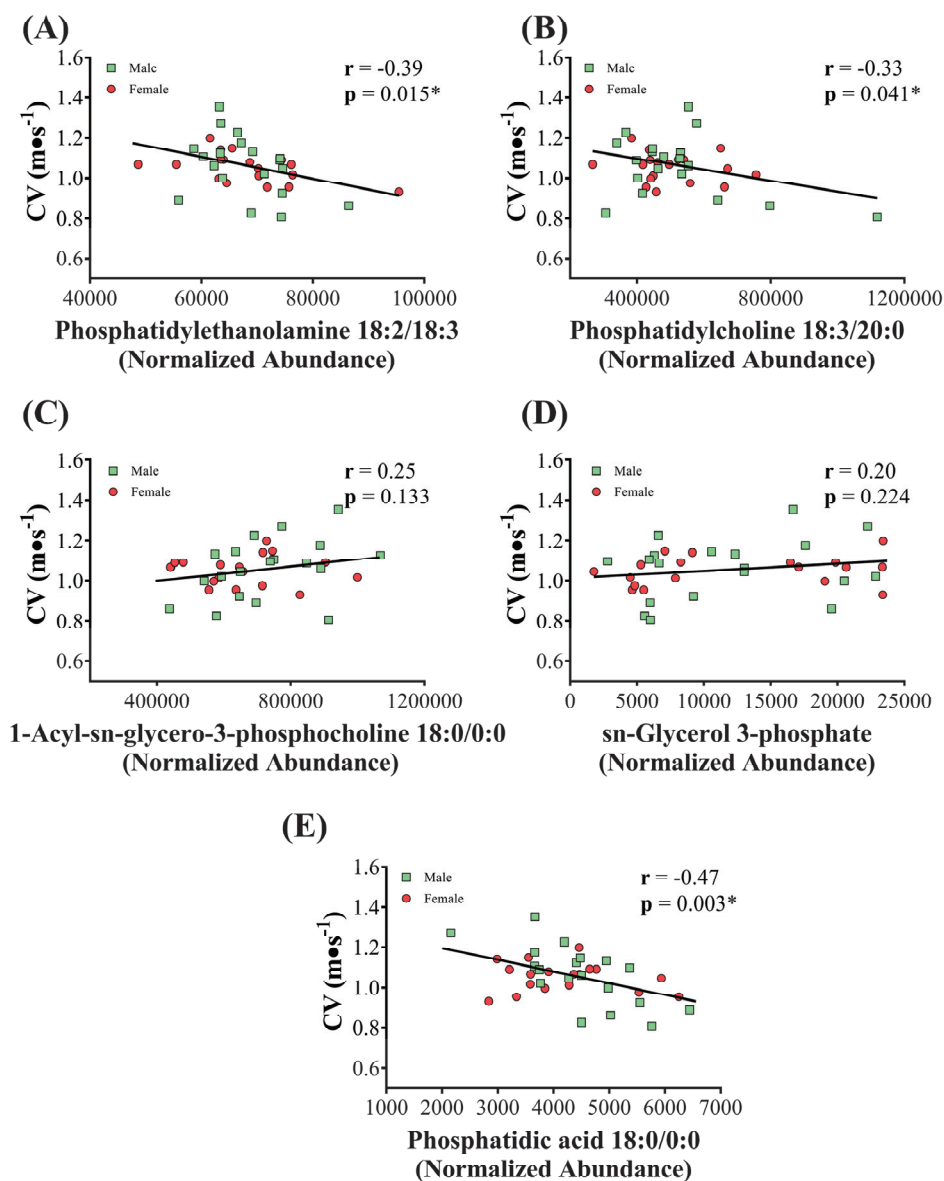 (A)
1.6
1.4
1.2
1.0
0.8
0.6
CV (m•s⁻¹)
Malc
Female
r = -0.39
p = 0.015*
40000 60000 80000 100000
Phosphatidylethanolamine 18:2/18:3
(Normalized Abundance)
(B)
1.6
1.4
1.2
1.0
0.8
0.6
CV (m•s⁻¹)
Male
Female
r = -0.33
p = 0.041*
400000 800000 1200000
Phosphatidylcholine 18:3/20:0
(Normalized Abundance)
(C)
1.6
1.4
1.2
1.0
0.8
0.6
CV (m•s⁻¹)
Male
Female
r = 0.25
p = 0.133
400000 800000 1200000
1-Acyl-sn-glycero-3-phosphocholine 18:0/0:0
(Normalized Abundance)
(D)
1.6
1.4
1.2
1.0
0.8
0.6
CV (m•s⁻¹)
Male
Female
r = 0.20
p = 0.224
0 5000 10000 15000 20000 25000
sn-Glycerol 3-phosphate
(Normalized Abundance)
(E)
1.6
1.4
1.2
1.0
0.8
0.6
CV (m•s⁻¹)
Male
Female
r = -0.47
p = 0.003*
1000 2000 3000 4000 5000 6000 7000
Phosphatidic acid 18:0/0:0
(Normalized Abundance)